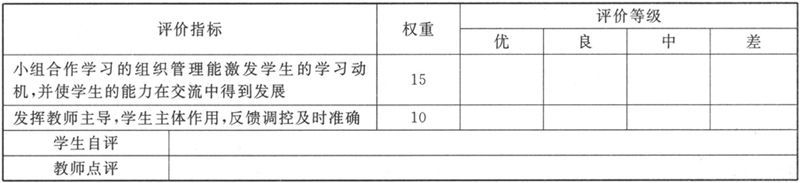 评价指标 权重 评价等级
优 良 中 差
小组合作学习的组织管理能激发学生的学习动
机,并使学生的能力在交流中得到发展 15
发挥教师主导,学生主体作用,反馈调控及时准确 10
学生自评
教师点评